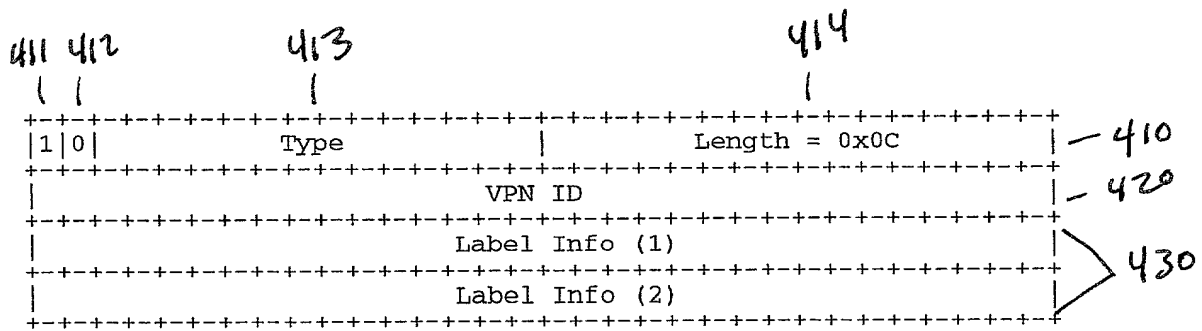 411 412 413 414
+-+-+-+-+-+-+-+-+-+-+-+-+-+-+-+-+-+-+-+-+-+-+-+-+-+-+-+-+-+-+-+-+
|1|0| Type | Length = 0x0C | 410
+-+-+-+-+-+-+-+-+-+-+-+-+-+-+-+-+-+-+-+-+-+-+-+-+-+-+-+-+-+-+-+-+
| VPN ID | 420
+-+-+-+-+-+-+-+-+-+-+-+-+-+-+-+-+-+-+-+-+-+-+-+-+-+-+-+-+-+-+-+-+
| Label Info (1) |
+-+-+-+-+-+-+-+-+-+-+-+-+-+-+-+-+-+-+-+-+-+-+-+-+-+-+-+-+-+-+-+-+ 430
| Label Info (2) |
+-+-+-+-+-+-+-+-+-+-+-+-+-+-+-+-+-+-+-+-+-+-+-+-+-+-+-+-+-+-+-+-+